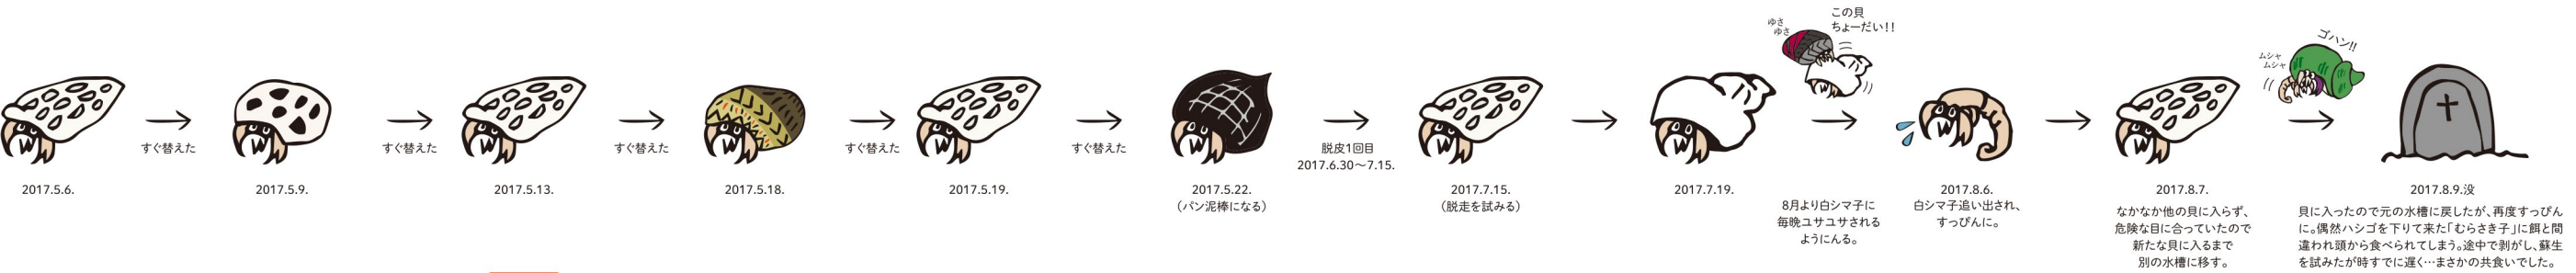 2017.5.6.
すぐ替えた
2017.5.9.
すぐ替えた
2017.5.13.
すぐ替えた
2017.5.18.
すぐ替えた
2017.5.19.
すぐ替えた
2017.5.22.
（パン泥棒になる）
脱皮1回目
2017.6.30〜7.15.
2017.7.15.
（脱走を試みる）
2017.7.19.
ゆさ
ゆさ
この貝
ちょーだい!!
8月より白シマ子に
毎晩ユサユサされる
ようにんる。
2017.8.6.
白シマ子追い出され、
すっぴんに。
2017.8.7.
なかなか他の貝に入らず、
危険な目に合っていたので
新たな貝に入るまで
別の水槽に移す。
ムシャ
ムシャ
ゴハン!!
2017.8.9.没
貝に入ったので元の水槽に戻したが、再度すっぴん
に。偶然ハシゴを下りて来た「むらさき子」に餌と間
違われ頭から食べられてしまう。途中で剥がし、蘇生
を試みたが時すでに遅く…まさかの共食いでした。